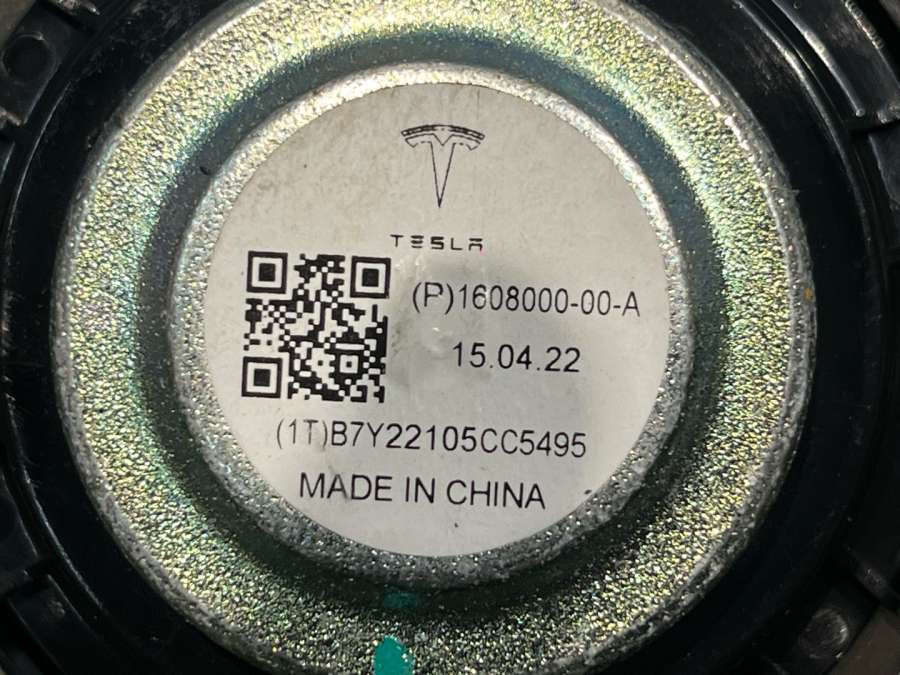 TESLA
(P)1608000-00-A
15.04.22
(1T)B7Y22105CC5495
MADE IN CHINA